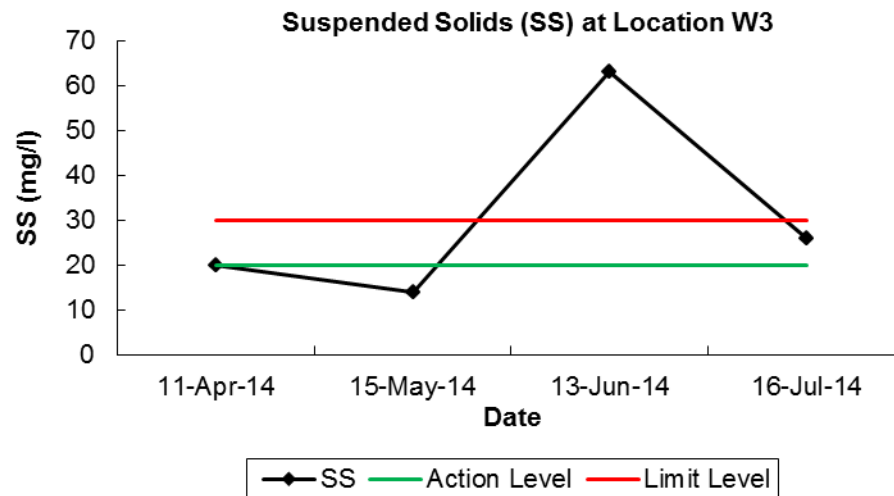 Suspended Solids (SS) at Location W3
70
60
50
40
30
20
10
0
SS (mg/l)
11-Apr-14 15-May-14 13-Jun-14 16-Jul-14
Date
SS Action Level Limit Level